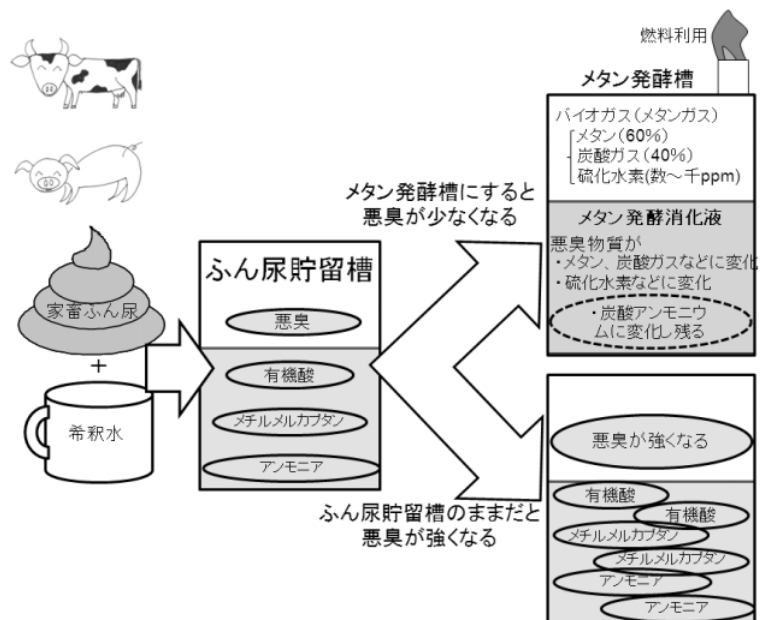 燃料利用
メタン発酵槽
バイオガス(メタンガス)
メタン(60%)
炭酸ガス(40%)
硫化水素(数～千ppm)
メタン発酵槽にすると
悪臭が少なくなる
メタン発酵消化液
悪臭物質が
・メタン、炭酸ガスなどに変化
・硫化水素などに変化
・炭酸アンモニウ
ムに変化し残る
家畜ふん尿
+
希釈水
ふん尿貯留槽
悪臭
有機酸
メチルメルカプタン
アンモニア
ふん尿貯留槽のままだと
悪臭が強くなる
悪臭が強くなる
有機酸
有機酸
メチルメルカプタン
メチルメルカプタン
アンモニア
アンモニア